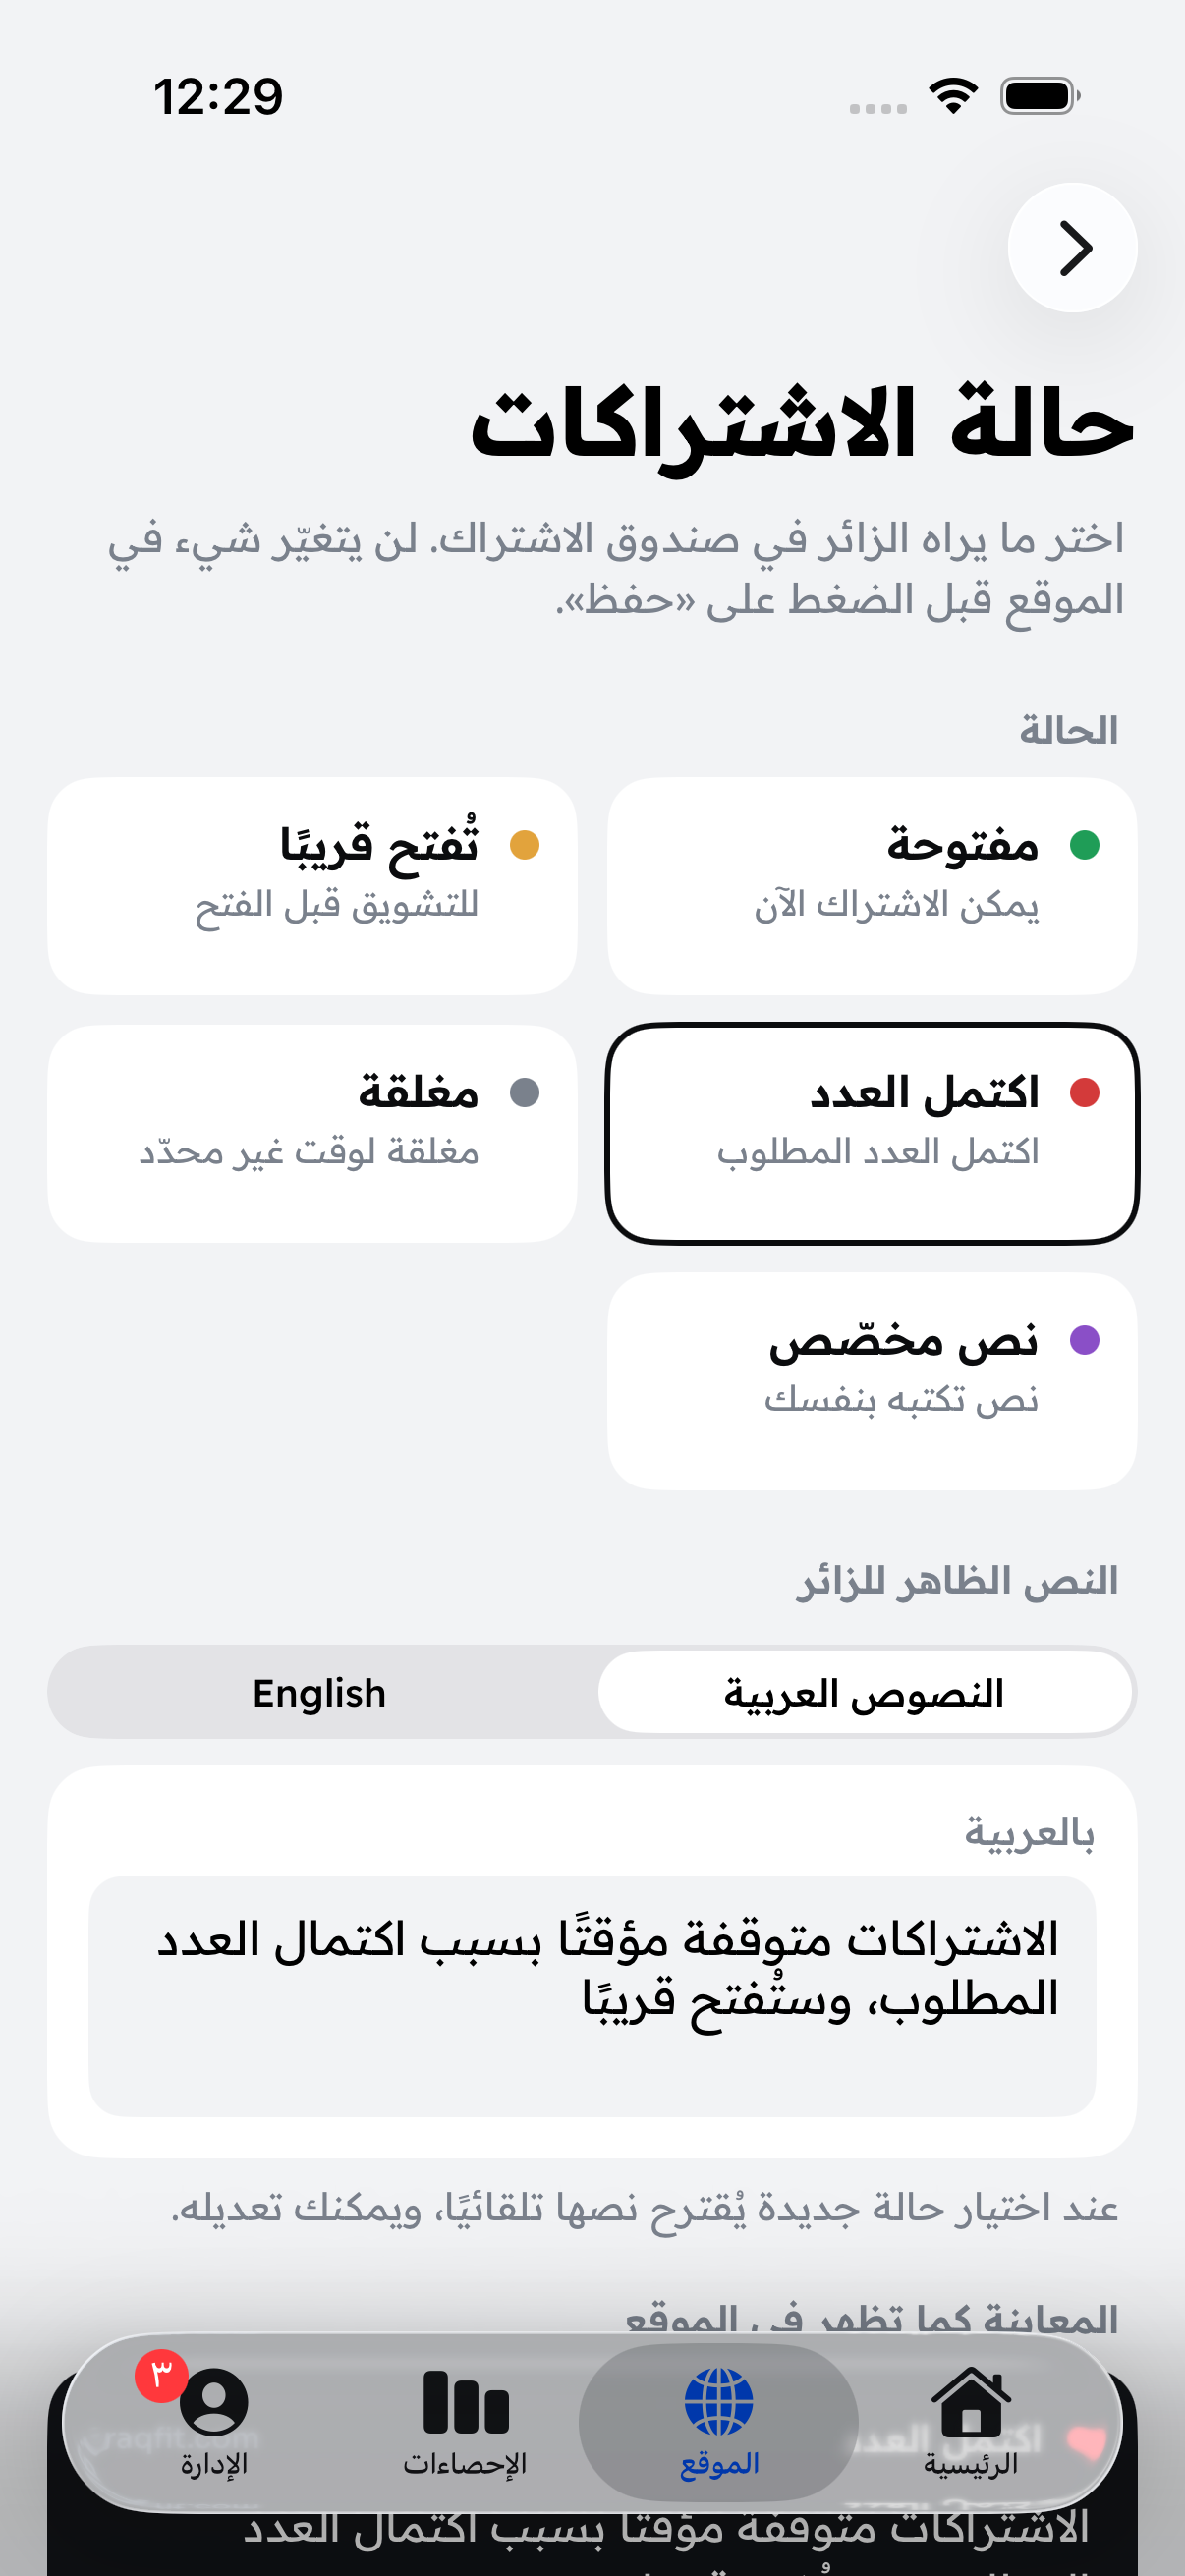 12:29
حالة الاشتراكات
اختر ما يراه الزائر في صندوق الاشتراك. لن يتغيّر شيء في
الموقع قبل الضغط على «حفظ».
الحالة
مفتوحة
يمكن الاشتراك الآن
تُفتح قريبًا
للتشويق قبل الفتح
اكتمل العدد
اكتمل العدد المطلوب
مغلقة
مغلقة لوقت غير محدّد
نص مخصّص
نص تكتبه بنفسك
النص الظاهر للزائر
النصوص العربية
English
بالعربية
الاشتراكات متوقفة مؤقتًا بسبب اكتمال العدد
المطلوب، وستُفتح قريبًا
عند اختيار حالة جديدة يُقترح نصها تلقائيًا، ويمكنك تعديله.
المعاينة كما تظهر في الموقع
اكتمل العدد
raqfit.com
الرئيسية
الموقع
الإحصاءات
الإدارة
٣
الاشتراكات متوقفة مؤقتًا بسبب اكتمال العدد